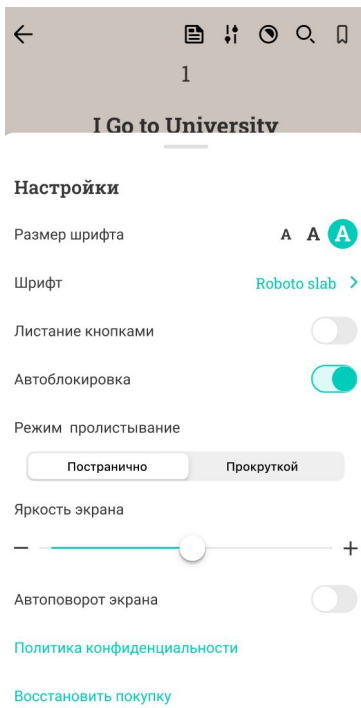 1
I Go to University
Настройки
Размер шрифта A A A
Шрифт Roboto slab
Листание кнопками
Автоблокировка
Режим пролистывание
Постранично Прокруткой
Яркость экрана
Автоповорот экрана
Политика конфиденциальности
Восстановить покупку